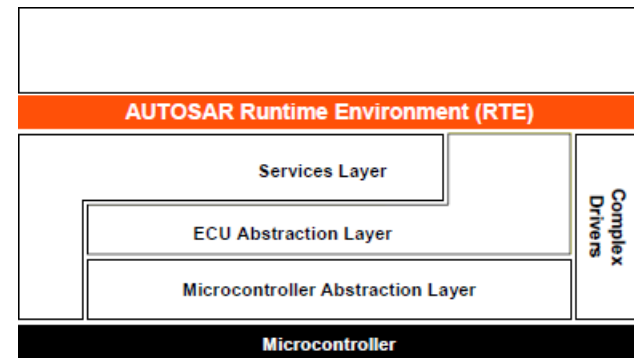 AUTOSAR Runtime Environment (RTE)
Services Layer
ECU Abstraction Layer
Microcontroller Abstraction Layer
Complex
Drivers
Microcontroller